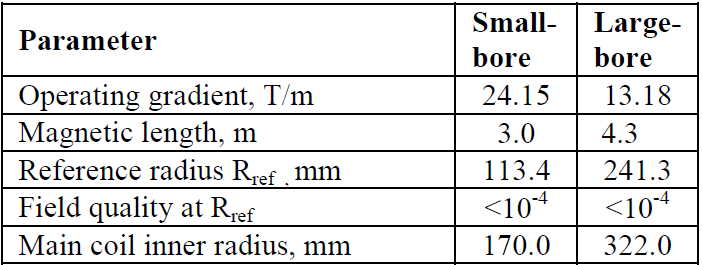 Parameter Small-bore Large-bore
Operating gradient, T/m 24.15 13.18
Magnetic length, m 3.0 4.3
Reference radius Rref , mm 113.4 241.3
Field quality at Rref <10-4 <10-4
Main coil inner radius, mm 170.0 322.0